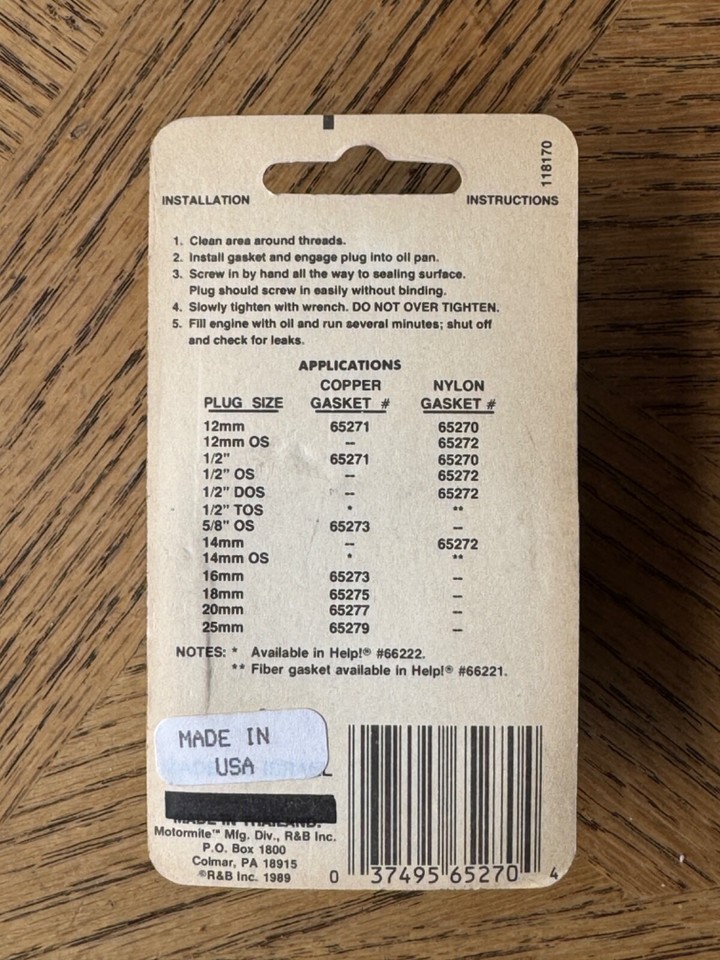 118170
INSTALLATION INSTRUCTIONS
1. Clean area around threads.
2. Install gasket and engage plug into oil pan.
3. Screw in by hand all the way to sealing surface.
Plug should screw in easily without binding.
4. Slowly tighten with wrench. DO NOT OVER TIGHTEN.
5. Fill engine with oil and run several minutes; shut off
and check for leaks.
APPLICATIONS
COPPER NYLON
PLUG SIZE GASKET # GASKET #
12mm 65271 65270
12mm OS -- 65272
1/2" 65271 65270
1/2" OS -- 65272
1/2" DOS -- 65272
1/2" TOS * **
5/8" OS 65273 --
14mm -- 65272
14mm OS * **
16mm 65273 --
18mm 65275 --
20mm 65277 --
25mm 65279 --
NOTES: * Available in Help!® #66222.
** Fiber gasket available in Help!® #66221.
MADE IN
USA
MADE IN ISRAEL
MADE IN THAILAND.
Motormite™ Mfg. Div., R&B Inc.
P.O. Box 1800
Colmar, PA 18915
©R&B Inc. 1989
0 37495 65270 4